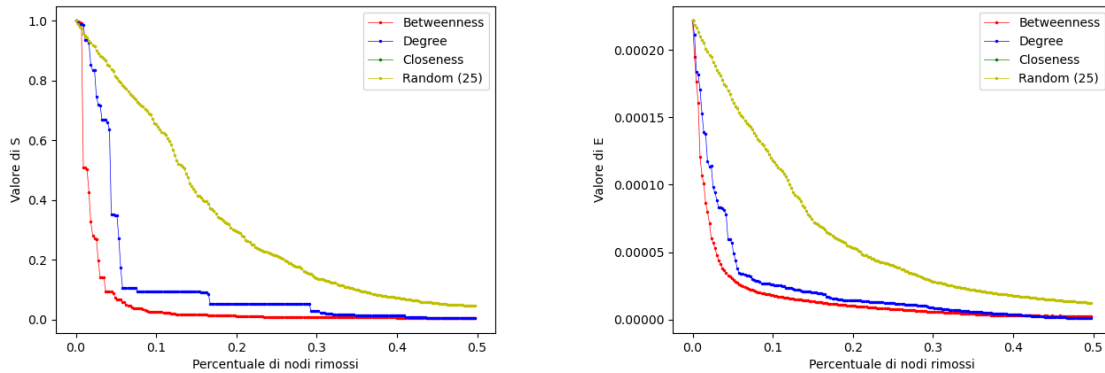 1.0
0.8
0.6
0.4
0.2
0.0
Valore di S
0.0 0.1 0.2 0.3 0.4 0.5
Percentuale di nodi rimossi
Betweenness
Degree
Closeness
Random (25)
0.00020
0.00015
0.00010
0.00005
0.00000
Valore di E
0.0 0.1 0.2 0.3 0.4 0.5
Percentuale di nodi rimossi
Betweenness
Degree
Closeness
Random (25)